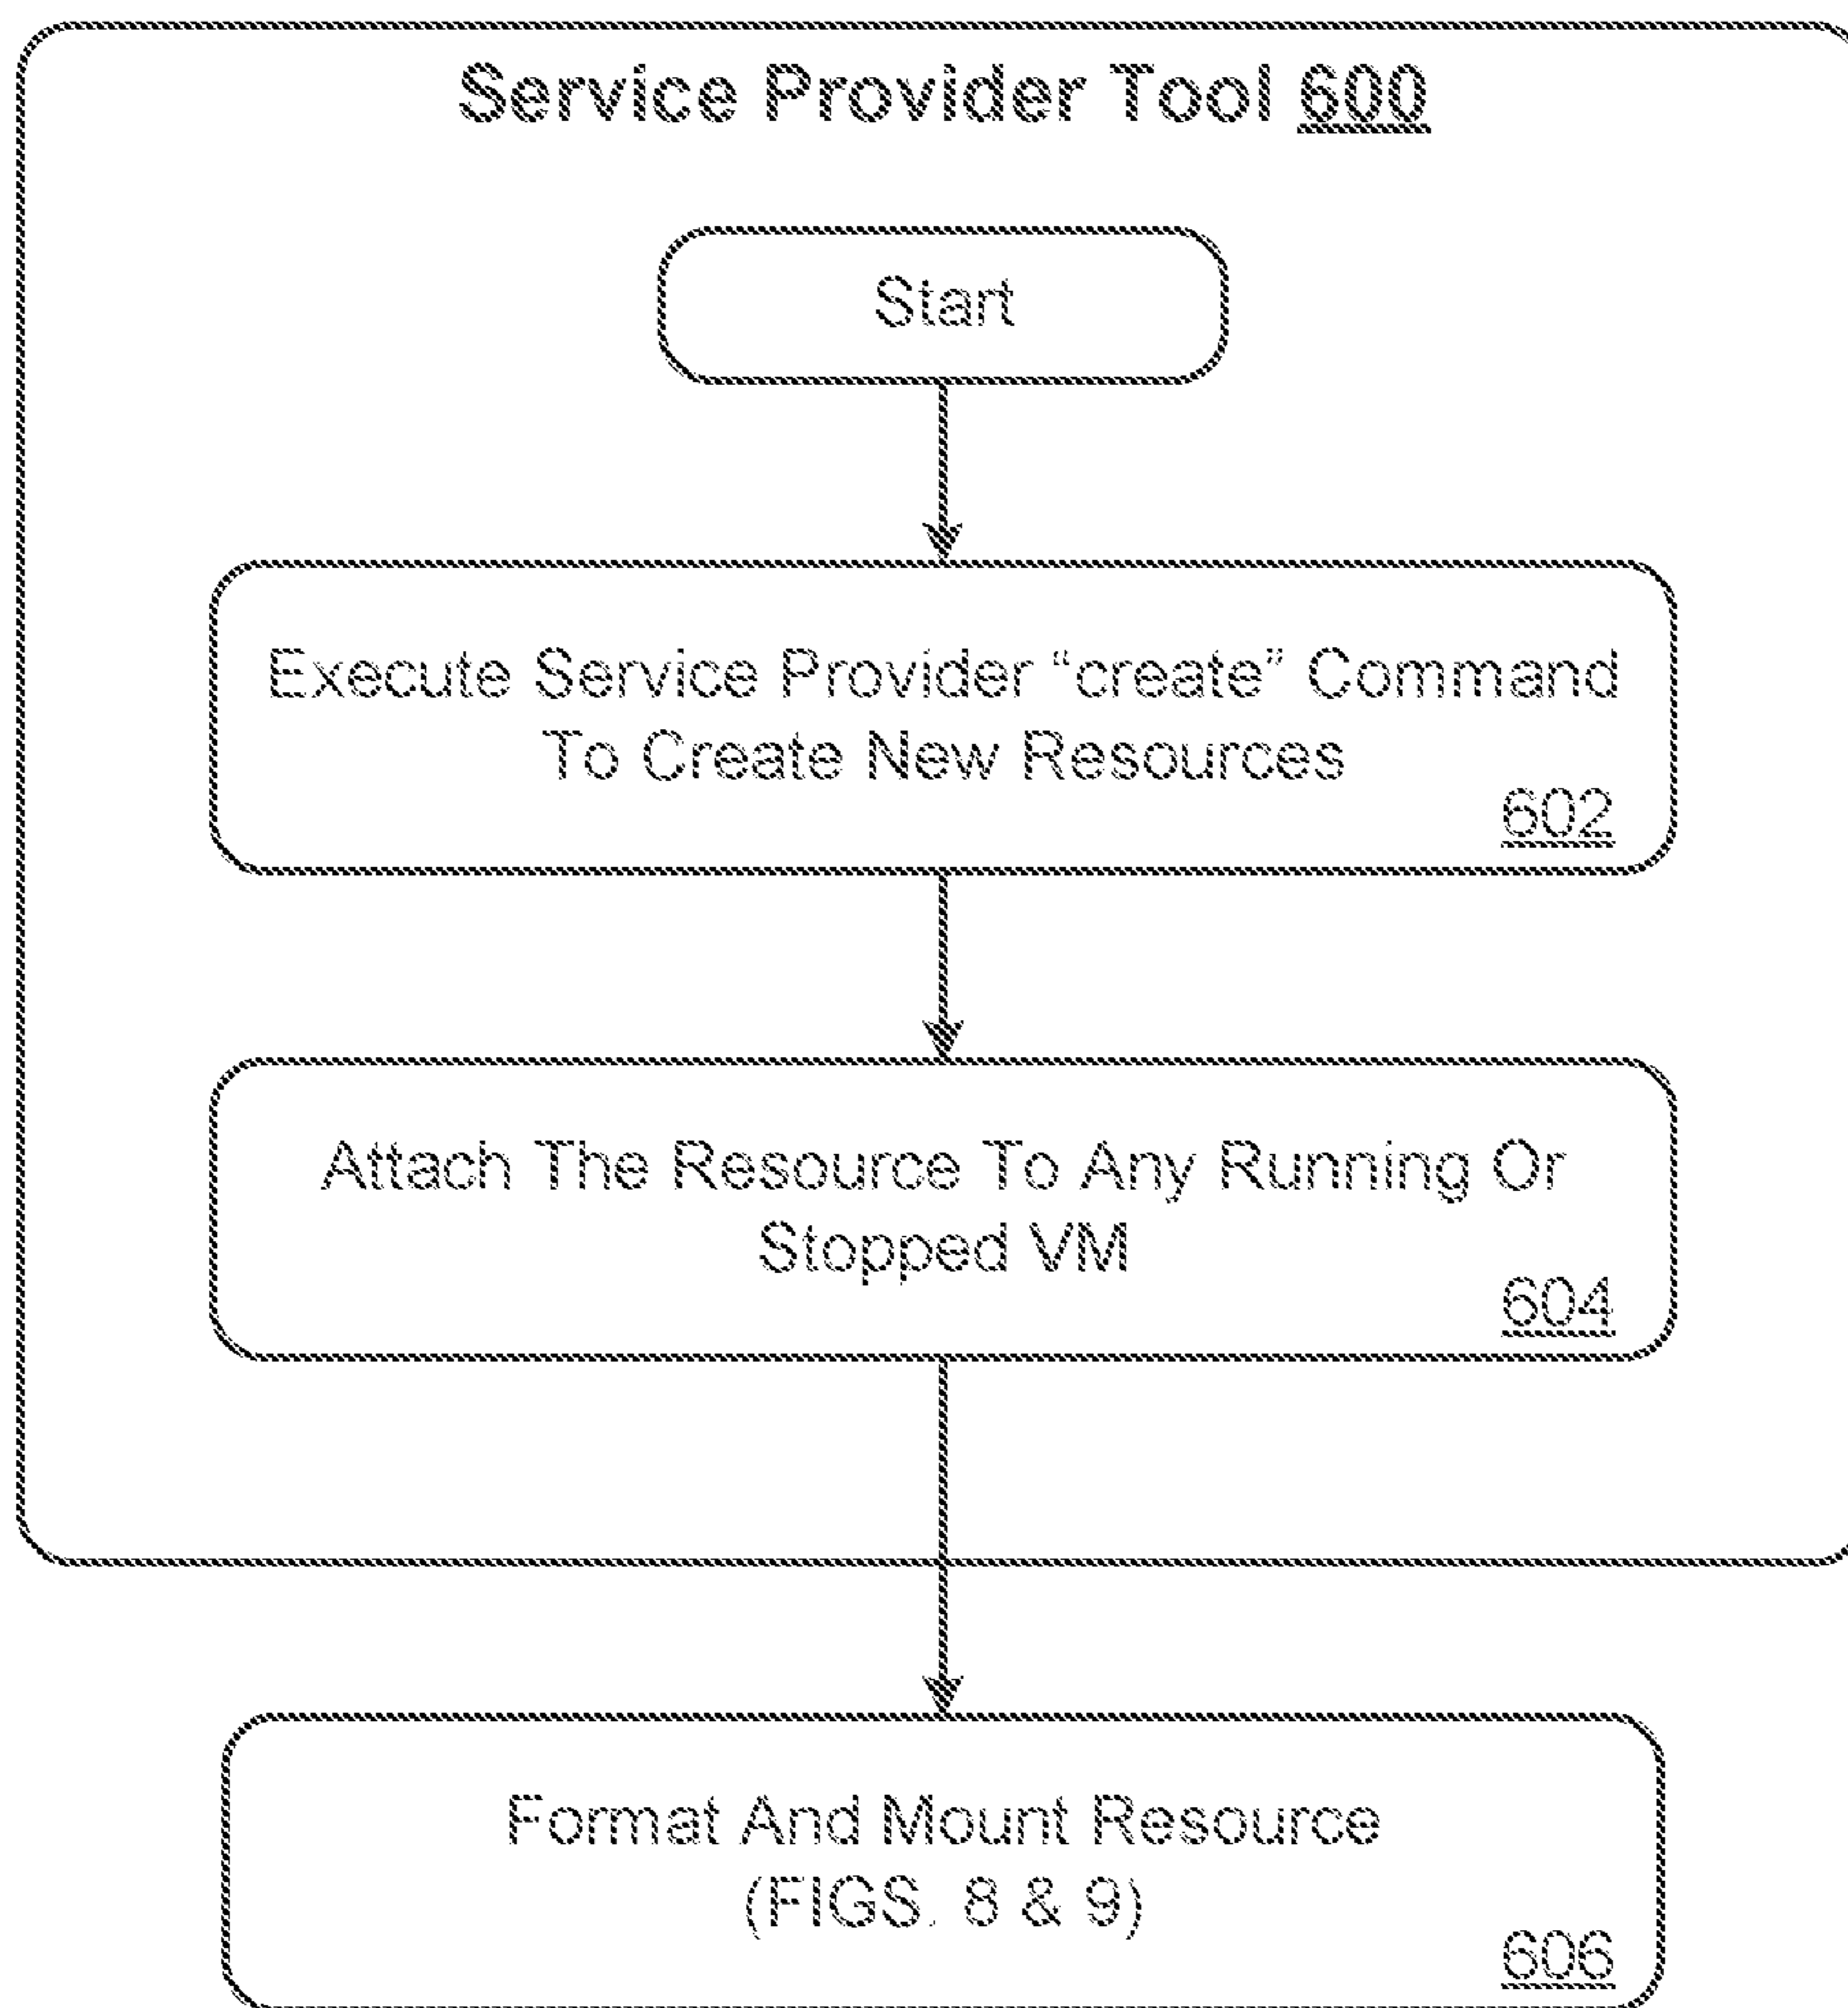 Service Provider Tool 600
Start
Execute Service Provider “create” Command
To Create New Resources
602
Attach The Resource To Any Running Or
Stopped VM
604
Format And Mount Resource
(FIGS. 8 & 9)
606